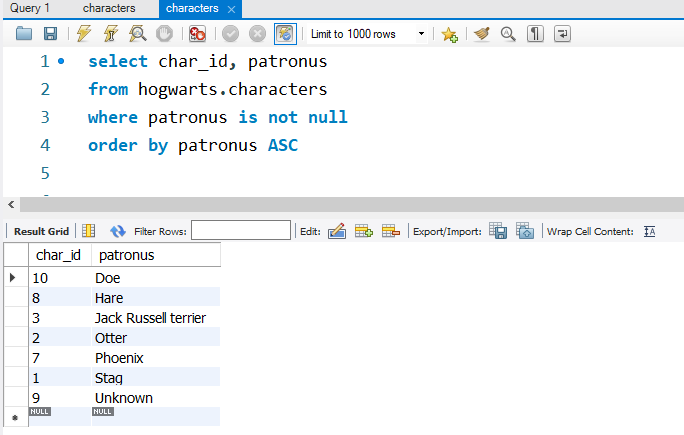 Query 1 characters characters
Limit to 1000 rows
1 select char_id, patronus
2 from hogwarts.characters
3 where patronus is not null
4 order by patronus ASC
5
Result Grid Filter Rows: Edit: Export/Import: Wrap Cell Content:
char_id patronus
10 Doe
8 Hare
3 Jack Russell terrier
2 Otter
7 Phoenix
1 Stag
9 Unknown
NULL NULL